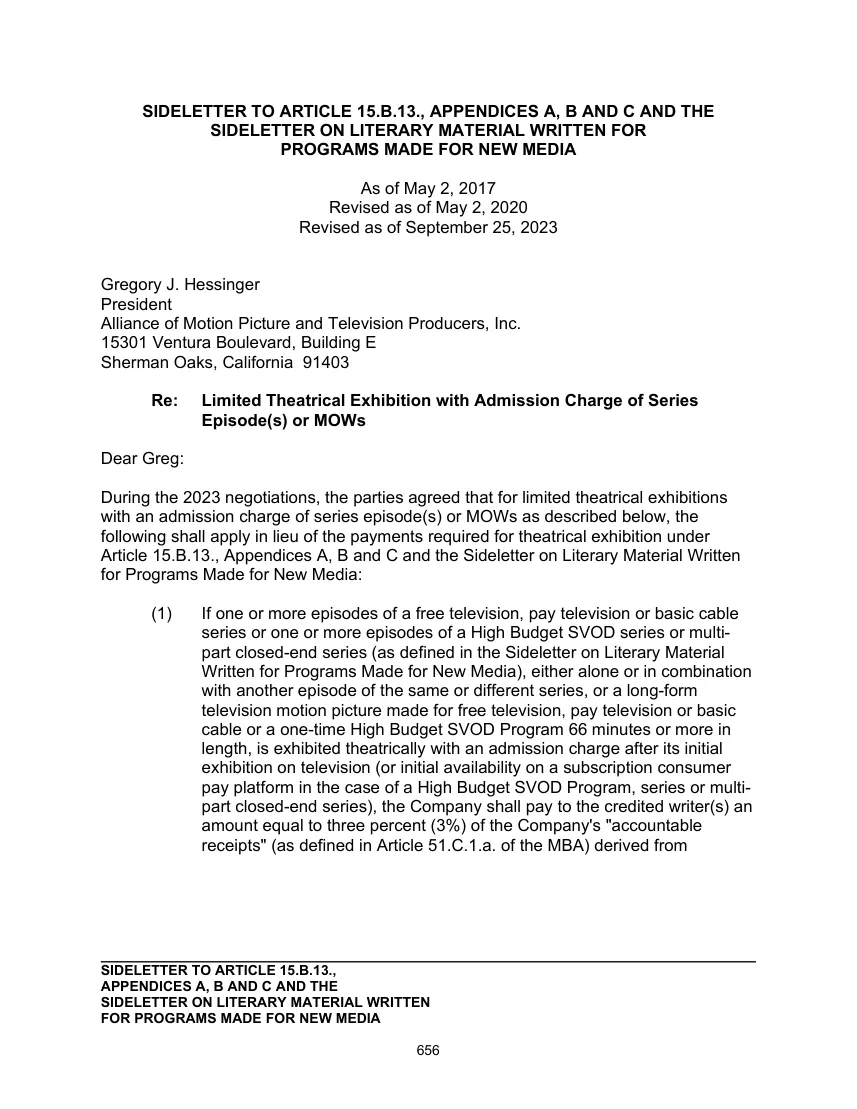 SIDELETTER TO ARTICLE 15.B.13., APPENDICES A, B AND C AND THE
SIDELETTER ON LITERARY MATERIAL WRITTEN FOR
PROGRAMS MADE FOR NEW MEDIA
As of May 2, 2017
Revised as of May 2, 2020
Revised as of September 25, 2023
Gregory J. Hessinger
President
Alliance of Motion Picture and Television Producers, Inc.
15301 Ventura Boulevard, Building E
Sherman Oaks, California 91403
Re: Limited Theatrical Exhibition with Admission Charge of Series
Episode(s) or MOWs
Dear Greg:
During the 2023 negotiations, the parties agreed that for limited theatrical exhibitions
with an admission charge of series episode(s) or MOWs as described below, the
following shall apply in lieu of the payments required for theatrical exhibition under
Article 15.B.13., Appendices A, B and C and the Sideletter on Literary Material Written
for Programs Made for New Media:
(1) If one or more episodes of a free television, pay television or basic cable
series or one or more episodes of a High Budget SVOD series or multi-
part closed-end series (as defined in the Sideletter on Literary Material
Written for Programs Made for New Media), either alone or in combination
with another episode of the same or different series, or a long-form
television motion picture made for free television, pay television or basic
cable or a one-time High Budget SVOD Program 66 minutes or more in
length, is exhibited theatrically with an admission charge after its initial
exhibition on television (or initial availability on a subscription consumer
pay platform in the case of a High Budget SVOD Program, series or multi-
part closed-end series), the Company shall pay to the credited writer(s) an
amount equal to three percent (3%) of the Company's "accountable
receipts" (as defined in Article 51.C.1.a. of the MBA) derived from
SIDELETTER TO ARTICLE 15.B.13.,
APPENDICES A, B AND C AND THE
SIDELETTER ON LITERARY MATERIAL WRITTEN
FOR PROGRAMS MADE FOR NEW MEDIA
656